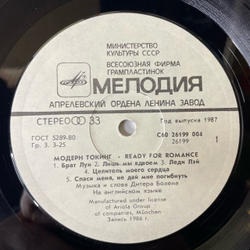 МИНИСТЕРСТВО
КУЛЬТУРЫ СССР
ВСЕСОЮЗНАЯ ФИРМА
ГРАМПЛАСТИНОК
МЕЛОДИЯ
АПРЕЛЕВСКИЙ ОРДЕНА ЛЕНИНА ЗАВОД
СТЕРЕО 33
Год выпуска 1987
ГОСТ 5289-80
Гр. 3. 3-25
С60 26199 004
26199 1
МОДЕРН ТОКИНГ - READY FOR ROMANCE
1. Брат Луи 2. Лишь мы вдвоем 3. Леди Лэй
4. Целитель моего сердца
5. Спаси меня, не дай мне погибнуть
Музыка и слова Дитера Болена
На английском языке
Manufactured under license
of Ariola Group
of companies, München
Запись 1986 г.